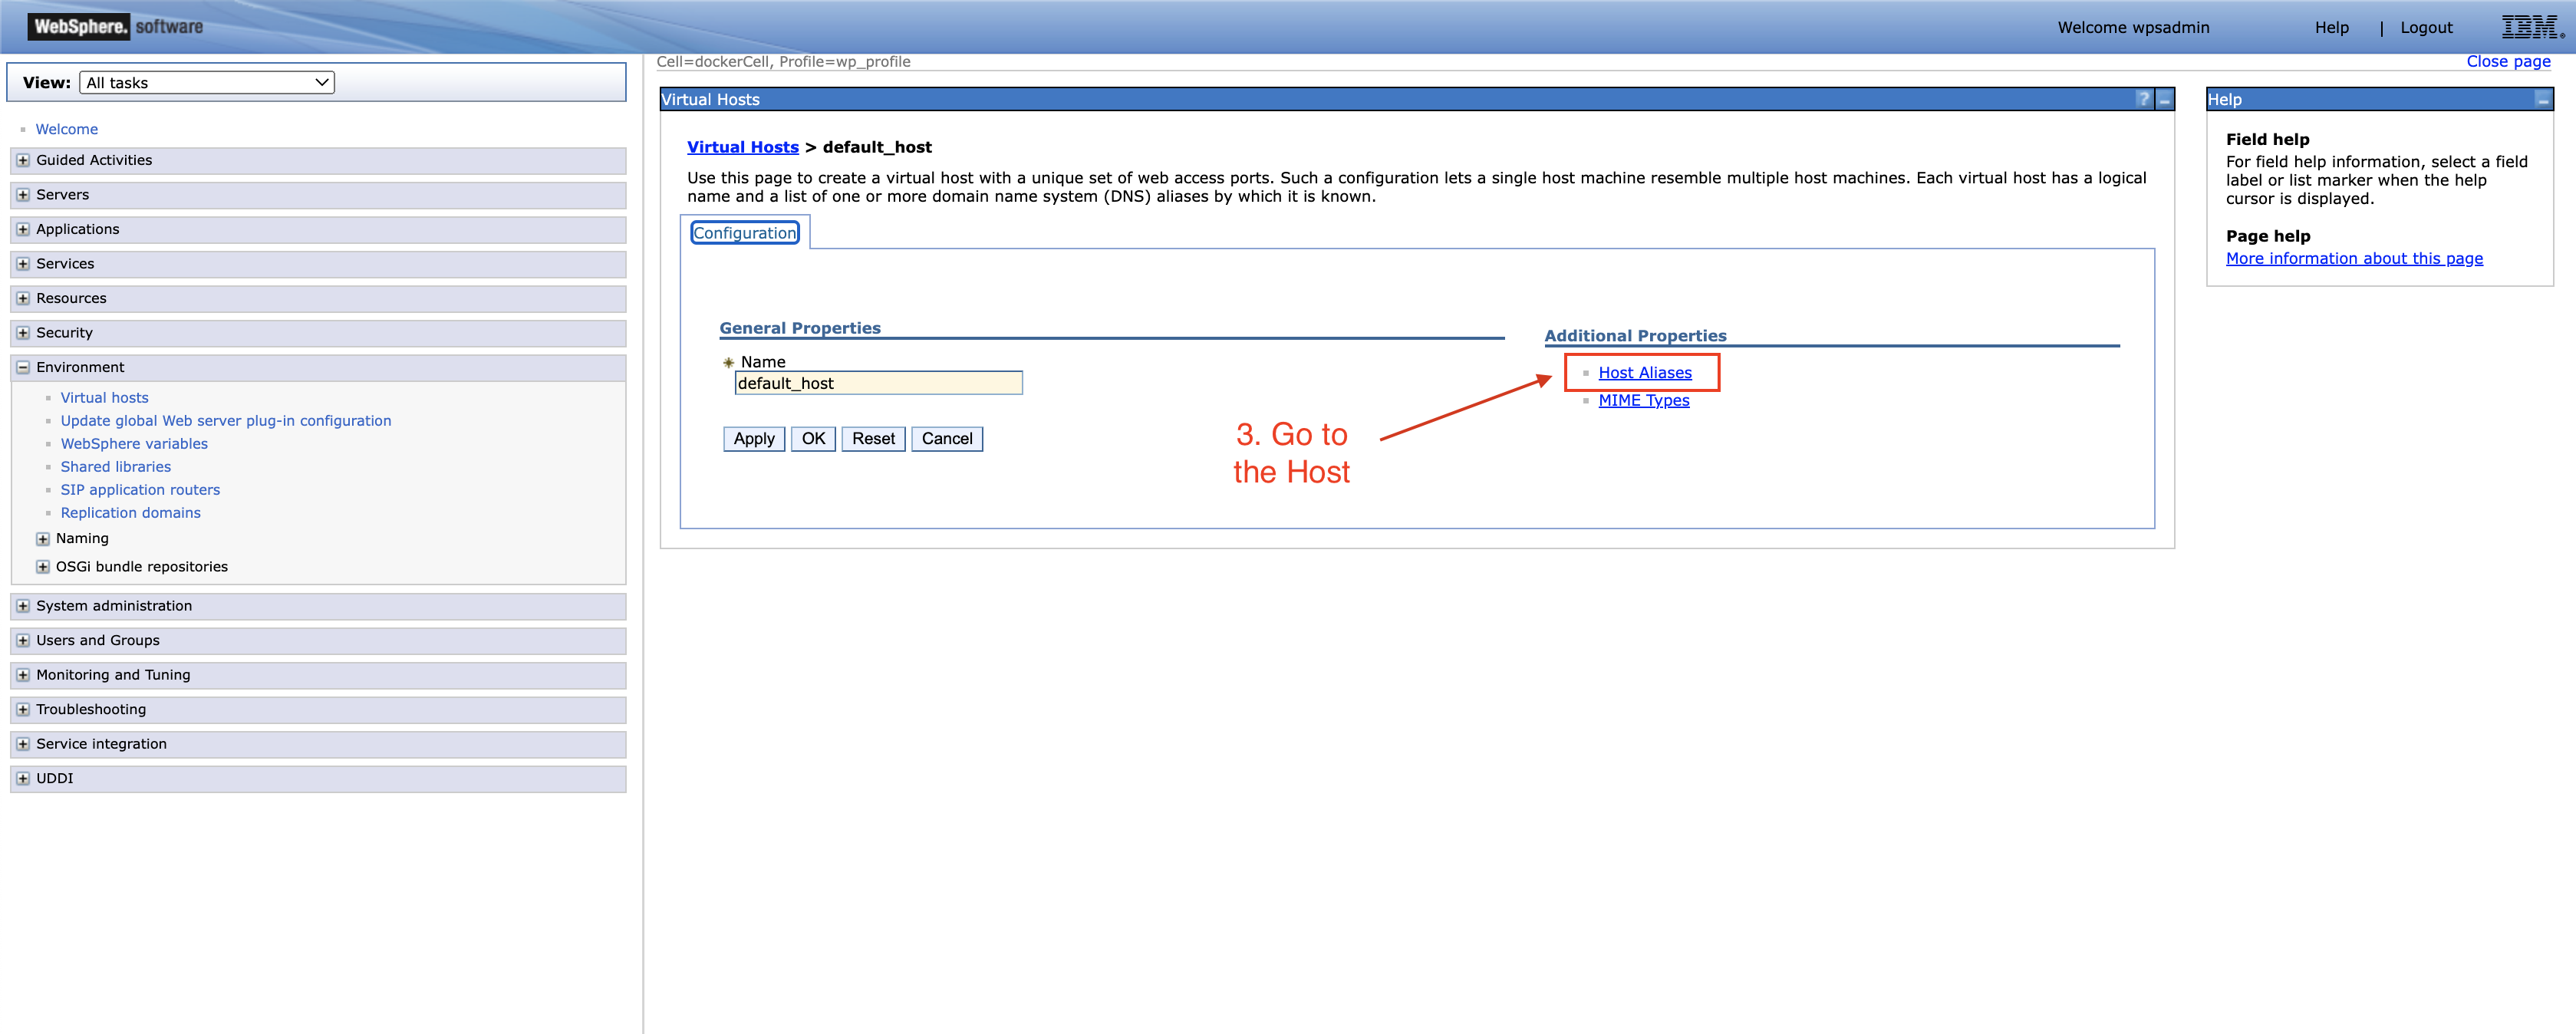 WebSphere. software
Welcome wpsadmin
Help | Logout
IBM®
View: All tasks
Welcome
Guided Activities
Servers
Applications
Services
Resources
Security
Environment
Virtual hosts
Update global Web server plug-in configuration
WebSphere variables
Shared libraries
SIP application routers
Replication domains
Naming
OSGi bundle repositories
System administration
Users and Groups
Monitoring and Tuning
Troubleshooting
Service integration
UDDI
Cell=dockerCell, Profile=wp_profile
Close page
Virtual Hosts
?
Virtual Hosts > default_host
Use this page to create a virtual host with a unique set of web access ports. Such a configuration lets a single host machine resemble multiple host machines. Each virtual host has a logical
name and a list of one or more domain name system (DNS) aliases by which it is known.
Configuration
General Properties
Name
default_host
Apply OK Reset Cancel
Additional Properties
Host Aliases
MIME Types
3. Go to
the Host
Help
Field help
For field help information, select a field
label or list marker when the help
cursor is displayed.
Page help
More information about this page